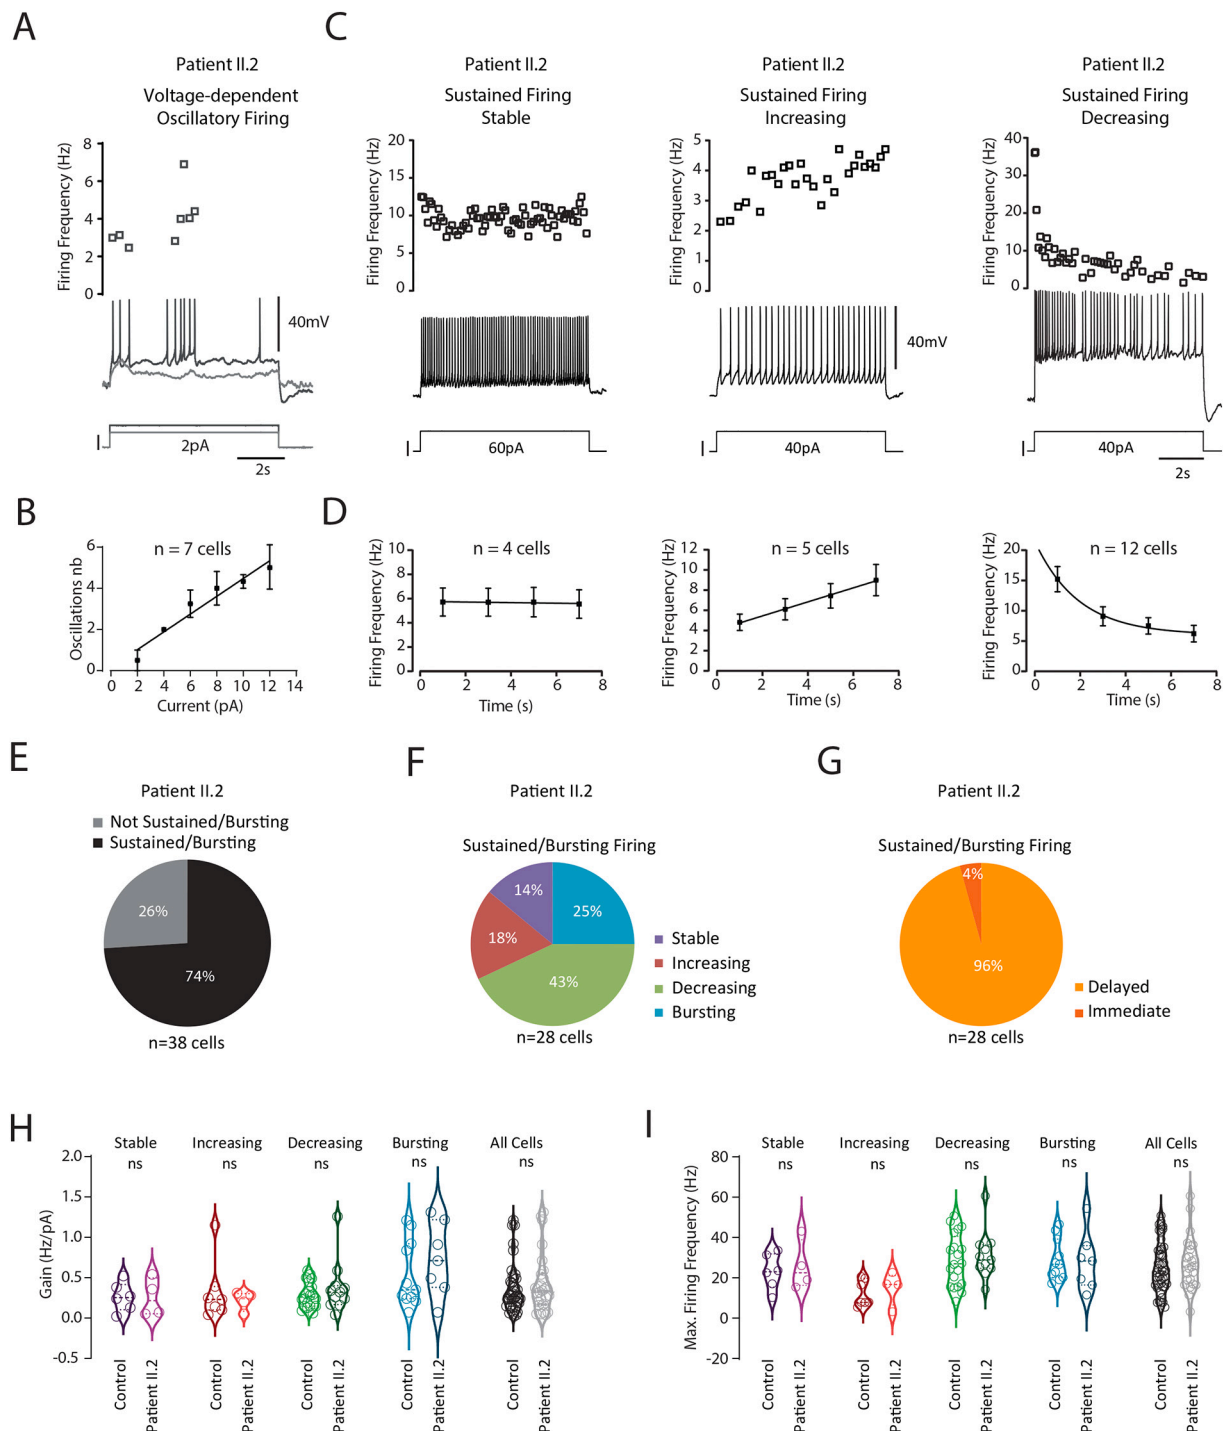 A
C
Patient II.2
Voltage-dependent
Oscillatory Firing
Firing Frequency (Hz)
8
6
4
2
0
40mV
2pA
2s
Patient II.2
Sustained Firing
Stable
Firing Frequency (Hz)
20
15
10
5
0
60pA
Patient II.2
Sustained Firing
Increasing
Firing Frequency (Hz)
5
4
3
2
1
0
40mV
40pA
Patient II.2
Sustained Firing
Decreasing
Firing Frequency (Hz)
40
30
20
10
0
40pA
2s
B
n = 7 cells
Oscillations nb
6
4
2
0
0 2 4 6 8 10 12 14
Current (pA)
D
n = 4 cells
Firing Frequency (Hz)
10
8
6
4
2
0
0 2 4 6 8
Time (s)
n = 5 cells
Firing Frequency (Hz)
12
10
8
6
4
2
0
0 2 4 6 8
Time (s)
n = 12 cells
Firing Frequency (Hz)
20
15
10
5
0
0 2 4 6 8
Time (s)
E
Patient II.2
Not Sustained/Bursting
Sustained/Bursting
26%
74%
n=38 cells
F
Patient II.2
Sustained/Bursting Firing
14%
25%
18%
43%
Stable
Increasing
Decreasing
Bursting
n=28 cells
G
Patient II.2
Sustained/Bursting Firing
4%
96%
Delayed
Immediate
n=28 cells
H
Stable Increasing Decreasing Bursting All Cells
ns ns ns ns ns
Gain (Hz/pA)
2.0
1.5
1.0
0.5
0.0
-0.5
Control Patient II.2 Control Patient II.2 Control Patient II.2 Control Patient II.2 Control Patient II.2
I
Stable Increasing Decreasing Bursting All Cells
ns ns ns ns ns
Max. Firing Frequency (Hz)
80
60
40
20
0
-20
Control Patient II.2 Control Patient II.2 Control Patient II.2 Control Patient II.2 Control Patient II.2